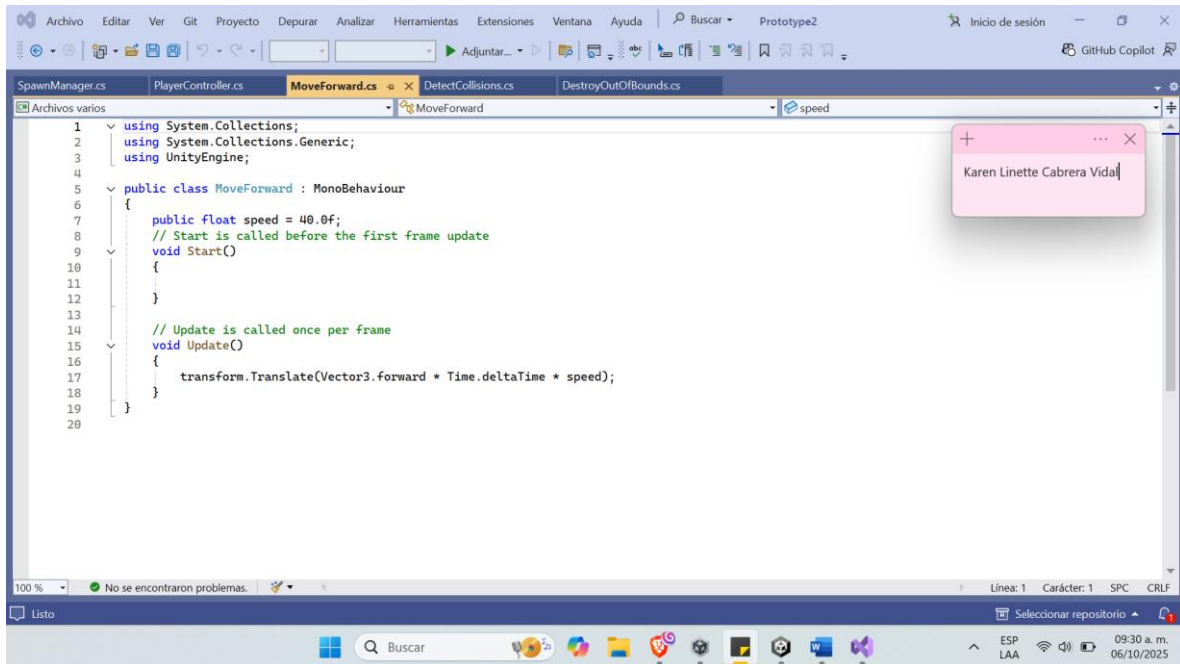 Archivo Editar Ver Git Proyecto Depurar Analizar Herramientas Extensiones Ventana Ayuda Buscar Prototype2 Inicio de sesión
Adjuntar... GitHub Copilot
SpawnManager.cs PlayerController.cs MoveForward.cs DetectCollisions.cs DestroyOutOfBounds.cs
Archivos varios MoveForward speed
1 using System.Collections;
2 using System.Collections.Generic;
3 using UnityEngine;
4
5 public class MoveForward : MonoBehaviour
6 {
7 public float speed = 40.0f;
8 // Start is called before the first frame update
9 void Start()
10 {
11
12 }
13
14 // Update is called once per frame
15 void Update()
16 {
17 transform.Translate(Vector3.forward * Time.deltaTime * speed);
18 }
19 }
20
Karen Linette Cabrera Vidal
100 % No se encontraron problemas. Línea: 1 Carácter: 1 SPC CRLF
Listo Seleccionar repositorio 1
Buscar ESP LAA 09:30 a. m. 06/10/2025